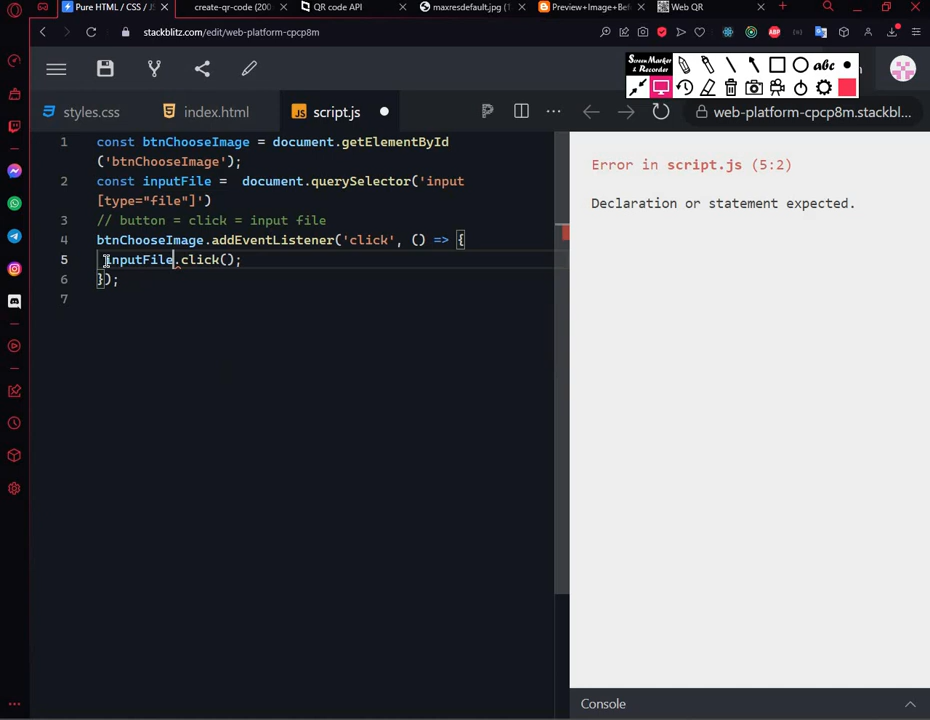 Pure HTML / CSS / JS
create-qr-code (200
QR code API
maxresdefault.jpg (
Preview+Image+Bef
Web QR
stackblitz.com/edit/web-platform-cpcp8m
ABP
SCREEN MARKER
& RECORDER
abc
styles.css
index.html
script.js
web-platform-cpcp8m.stackbl...
1 const btnChooseImage = document.getElementById
('btnChooseImage');
2 const inputFile =  document.querySelector('input
[type="file"]')
3 // button = click = input file
4 btnChooseImage.addEventListener('click', () => {
5 inputFile.click();
6 });
7
Error in script.js (5:2)
Declaration or statement expected.
Console